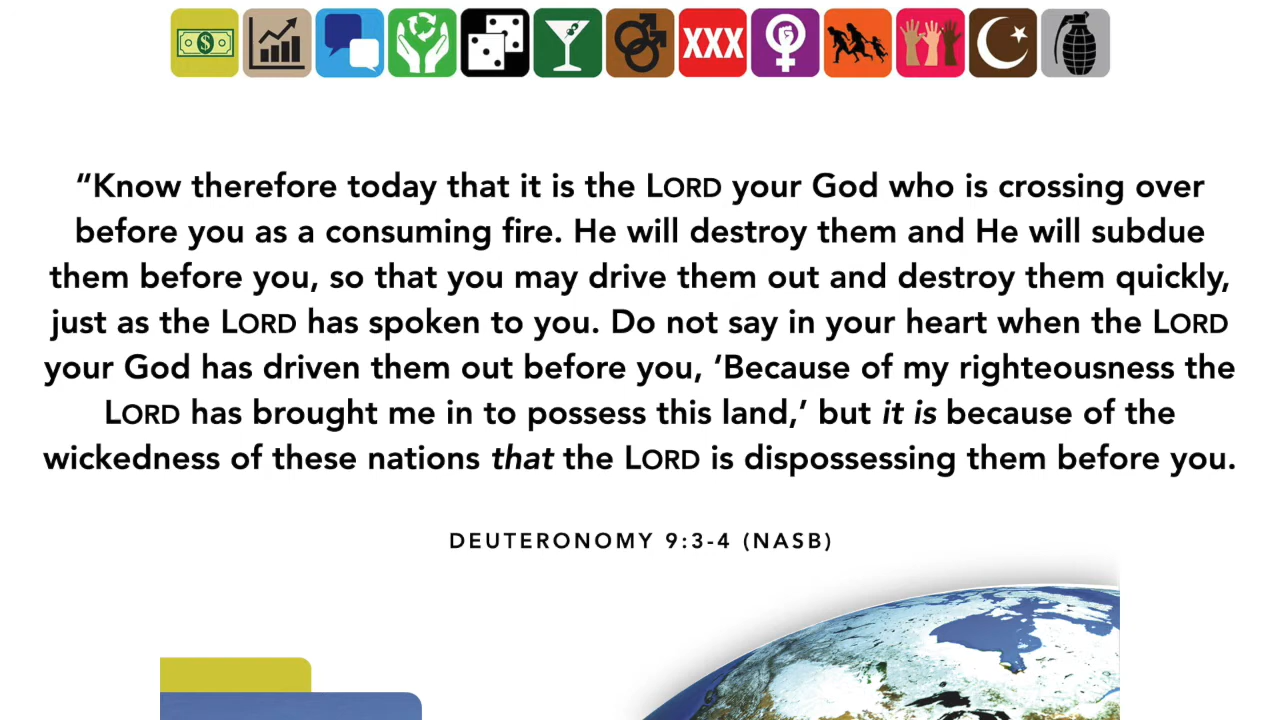 $
XXX
“Know therefore today that it is the LORD your God who is crossing over
before you as a consuming fire. He will destroy them and He will subdue
them before you, so that you may drive them out and destroy them quickly,
just as the LORD has spoken to you. Do not say in your heart when the LORD
your God has driven them out before you, ‘Because of my righteousness the
LORD has brought me in to possess this land,’ but it is because of the
wickedness of these nations that the LORD is dispossessing them before you.
DEUTERONOMY 9:3-4 (NASB)